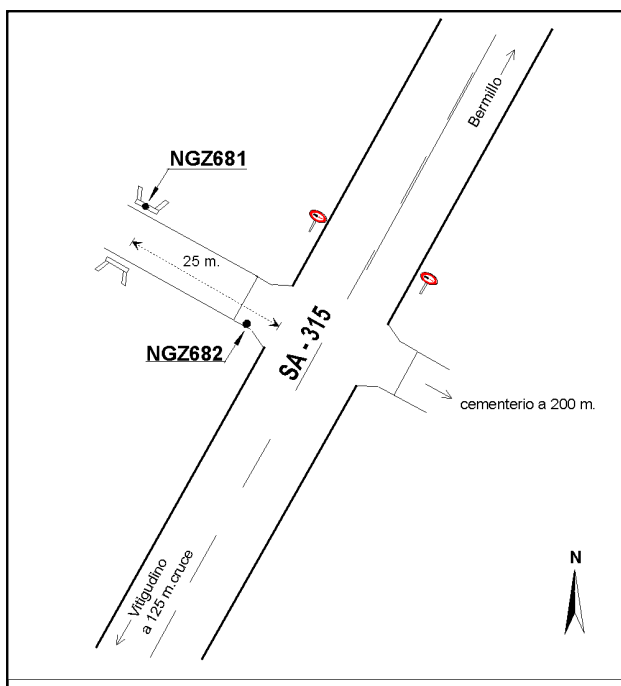 Bermillo
NGZ681
25 m.
SA - 315
NGZ682
cementerio a 200 m.
Vitigudino
a 125 m.cruce
N